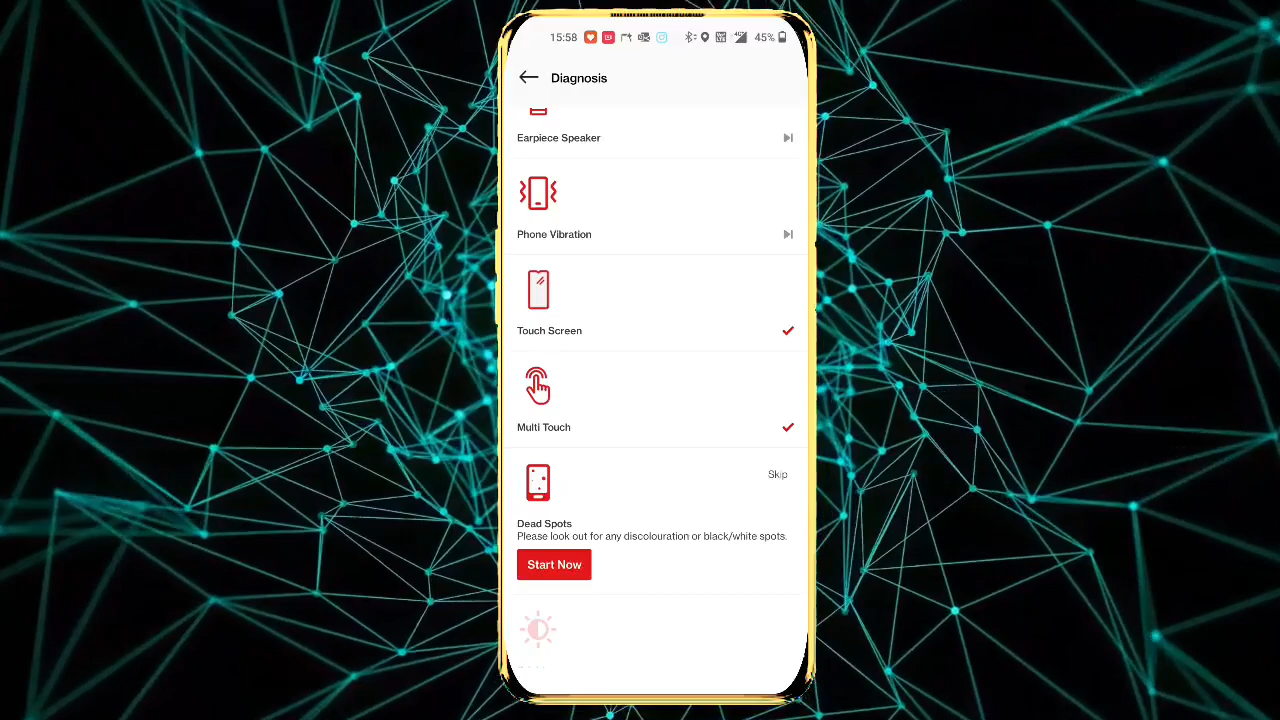 15:58
45%
Diagnosis
Earpiece Speaker
Phone Vibration
Touch Screen
Multi Touch
Skip
Dead Spots
Please look out for any discolouration or black/white spots.
Start Now